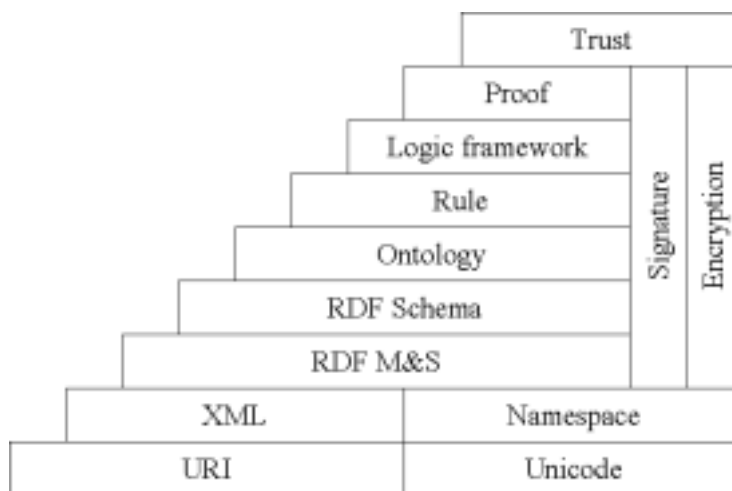 Trust
Proof
Logic framework
Rule
Ontology
RDF Schema
RDF M&S
Signature
Encryption
XML
Namespace
URI
Unicode